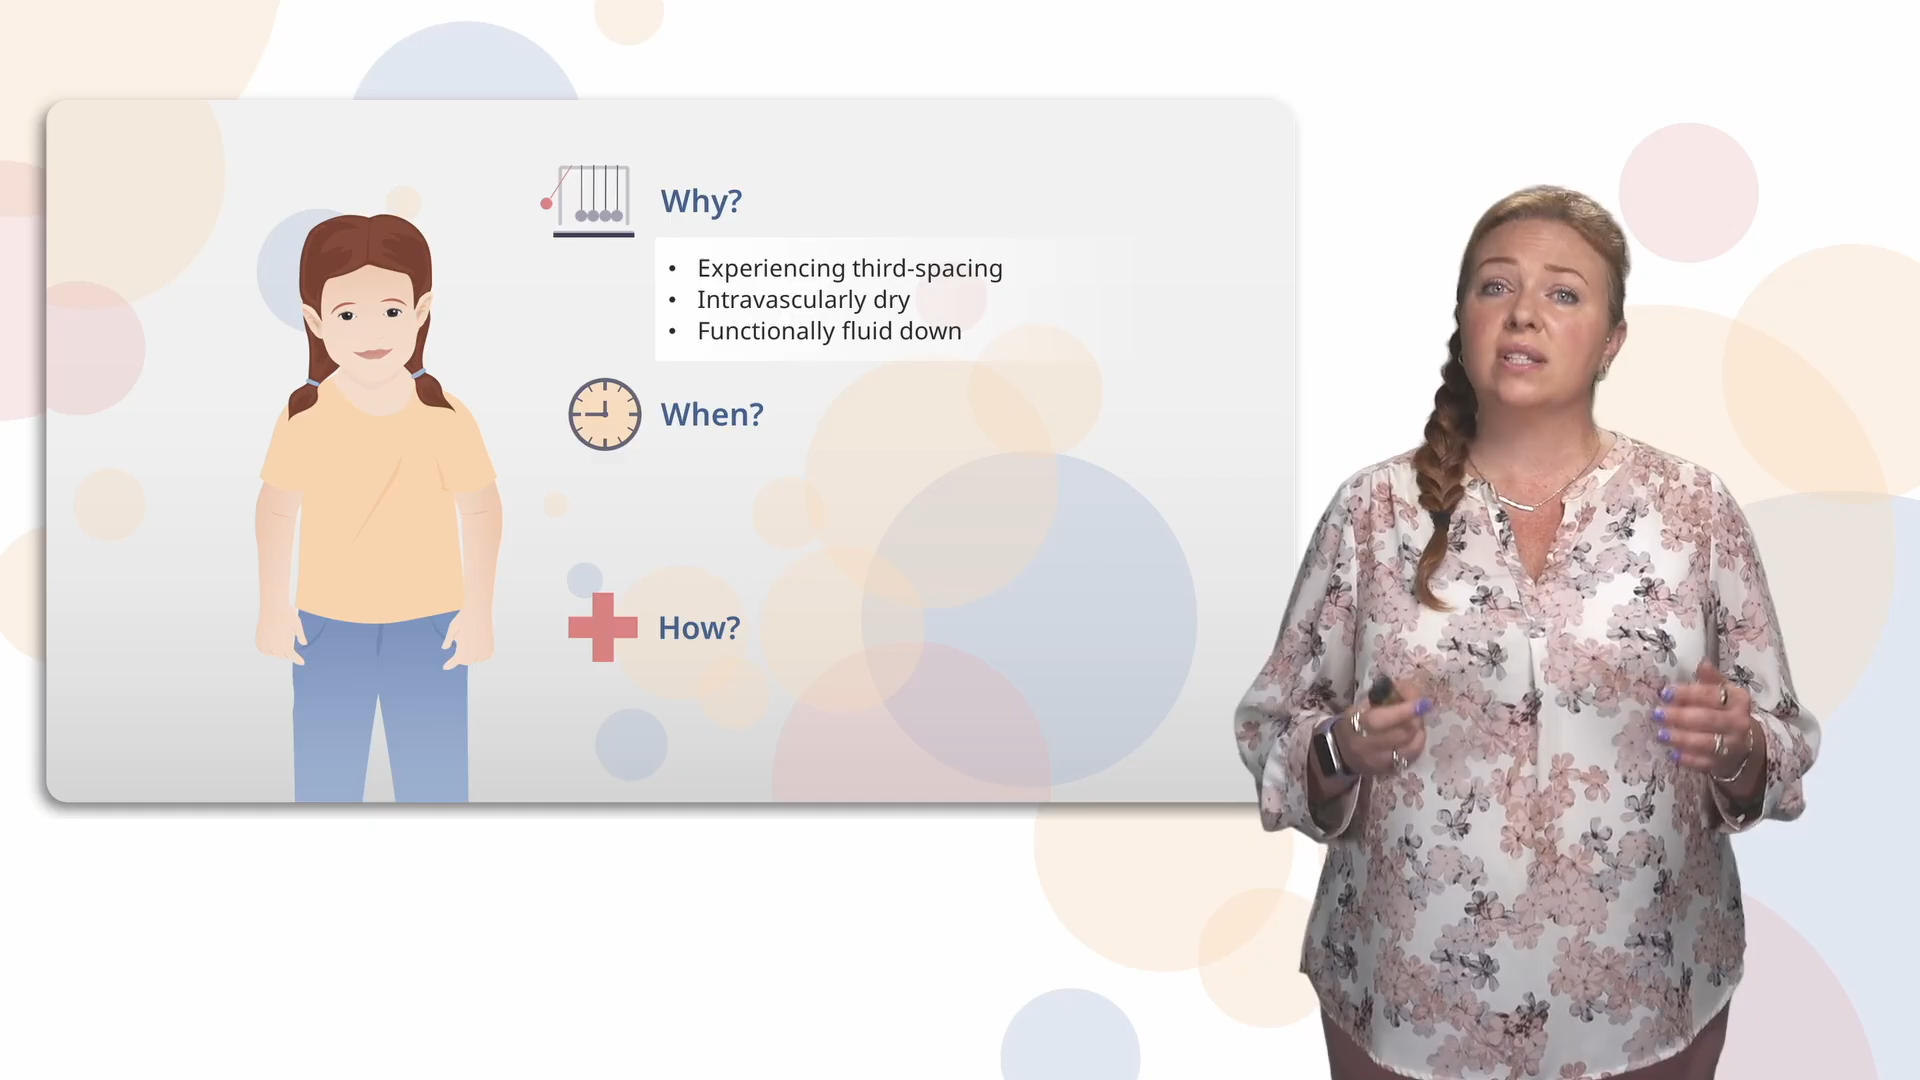 Why?
• Experiencing third-spacing
• Intravascularly dry
• Functionally fluid down
When?
How?